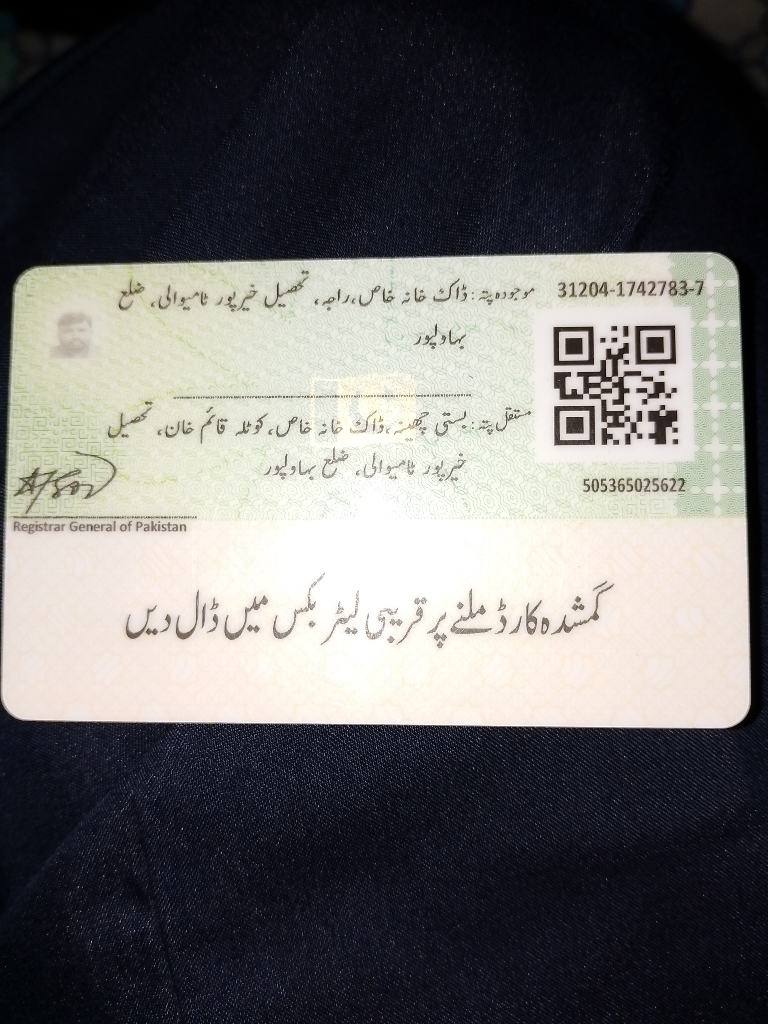 موجودہ پتہ: ڈاک خانہ خاص، راجہ، تحصیل خیرپور ٹامیوالی، ضلع
بہاولپور
31204-1742783-7
مستقل پتہ: بستی چھینہ، ڈاک خانہ خاص، کوٹلہ قائم خان، تحصیل
خیرپور ٹامیوالی، ضلع بہاولپور
505365025622
Registrar General of Pakistan
گمشدہ کارڈ ملنے پر قریبی لیٹر بکس میں ڈال دیں